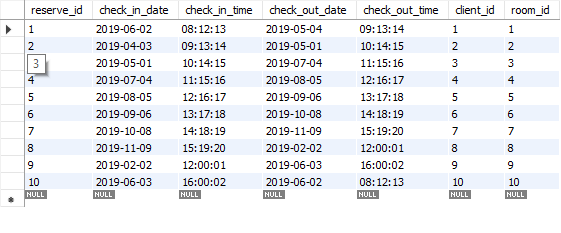 reserve_id check_in_date check_in_time check_out_date check_out_time client_id room_id
1 2019-06-02 08:12:13 2019-05-04 09:13:14 1 1
2 2019-04-03 09:13:14 2019-05-01 10:14:15 2 2
3 2019-05-01 10:14:15 2019-07-04 11:15:16 3 3
4 2019-07-04 11:15:16 2019-08-05 12:16:17 4 4
5 2019-08-05 12:16:17 2019-09-06 13:17:18 5 5
6 2019-09-06 13:17:18 2019-10-08 14:18:19 6 6
7 2019-10-08 14:18:19 2019-11-09 15:19:20 7 7
8 2019-11-09 15:19:20 2019-02-02 12:00:01 8 8
9 2019-02-02 12:00:01 2019-06-03 16:00:02 9 9
10 2019-06-03 16:00:02 2019-06-02 08:12:13 10 10
NULL NULL NULL NULL NULL NULL NULL